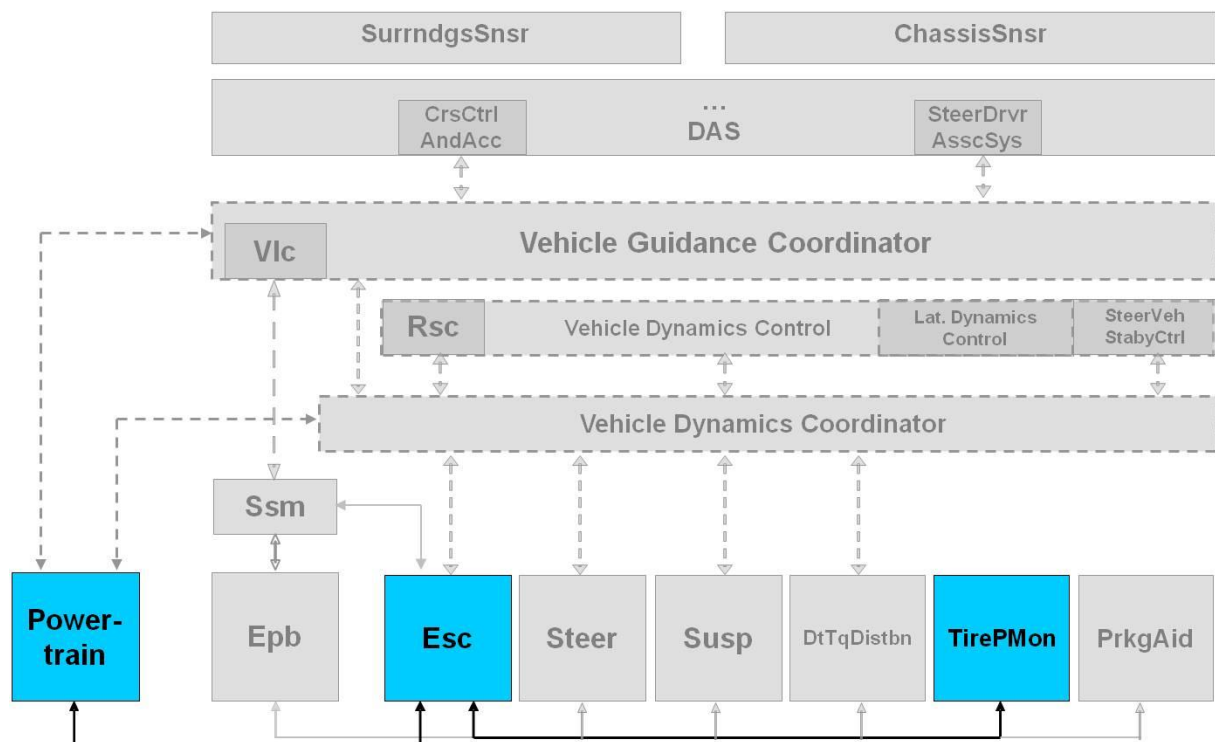 SurrndgsSnsr
ChassisSnsr
CrsCtrl
AndAcc
...
DAS
SteerDrvr
AsscSys
Vlc
Vehicle Guidance Coordinator
Rsc
Vehicle Dynamics Control
Lat. Dynamics
Control
SteerVeh
StabyCtrl
Vehicle Dynamics Coordinator
Ssm
Power-
train
Epb
Esc
Steer
Susp
DtTqDistbn
TirePMon
PrkgAid